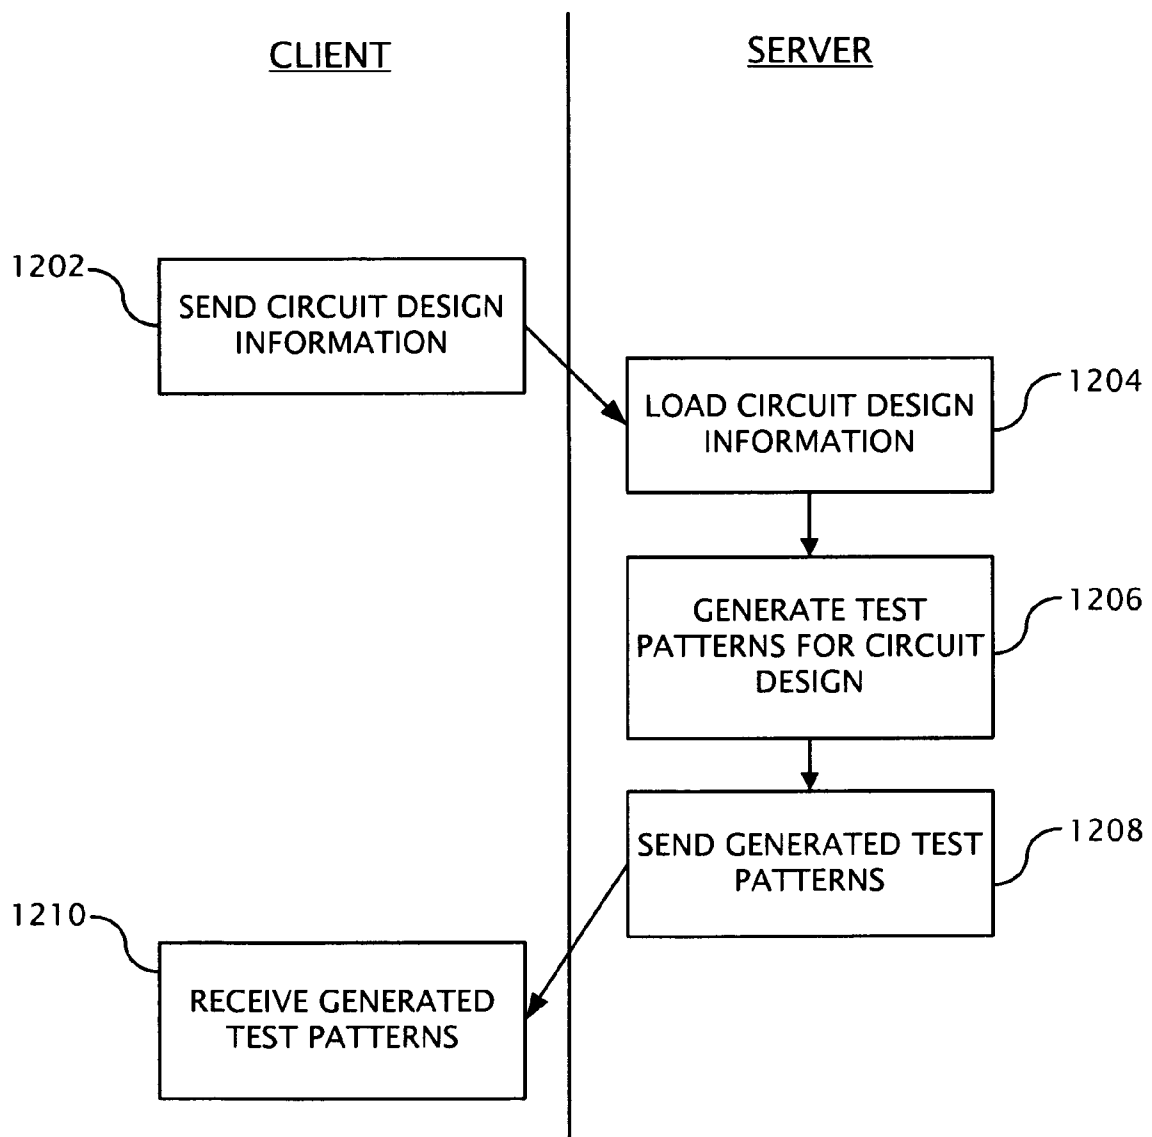 CLIENT
SERVER
1202
SEND CIRCUIT DESIGN
INFORMATION
1204
LOAD CIRCUIT DESIGN
INFORMATION
1206
GENERATE TEST
PATTERNS FOR CIRCUIT
DESIGN
1208
SEND GENERATED TEST
PATTERNS
1210
RECEIVE GENERATED
TEST PATTERNS